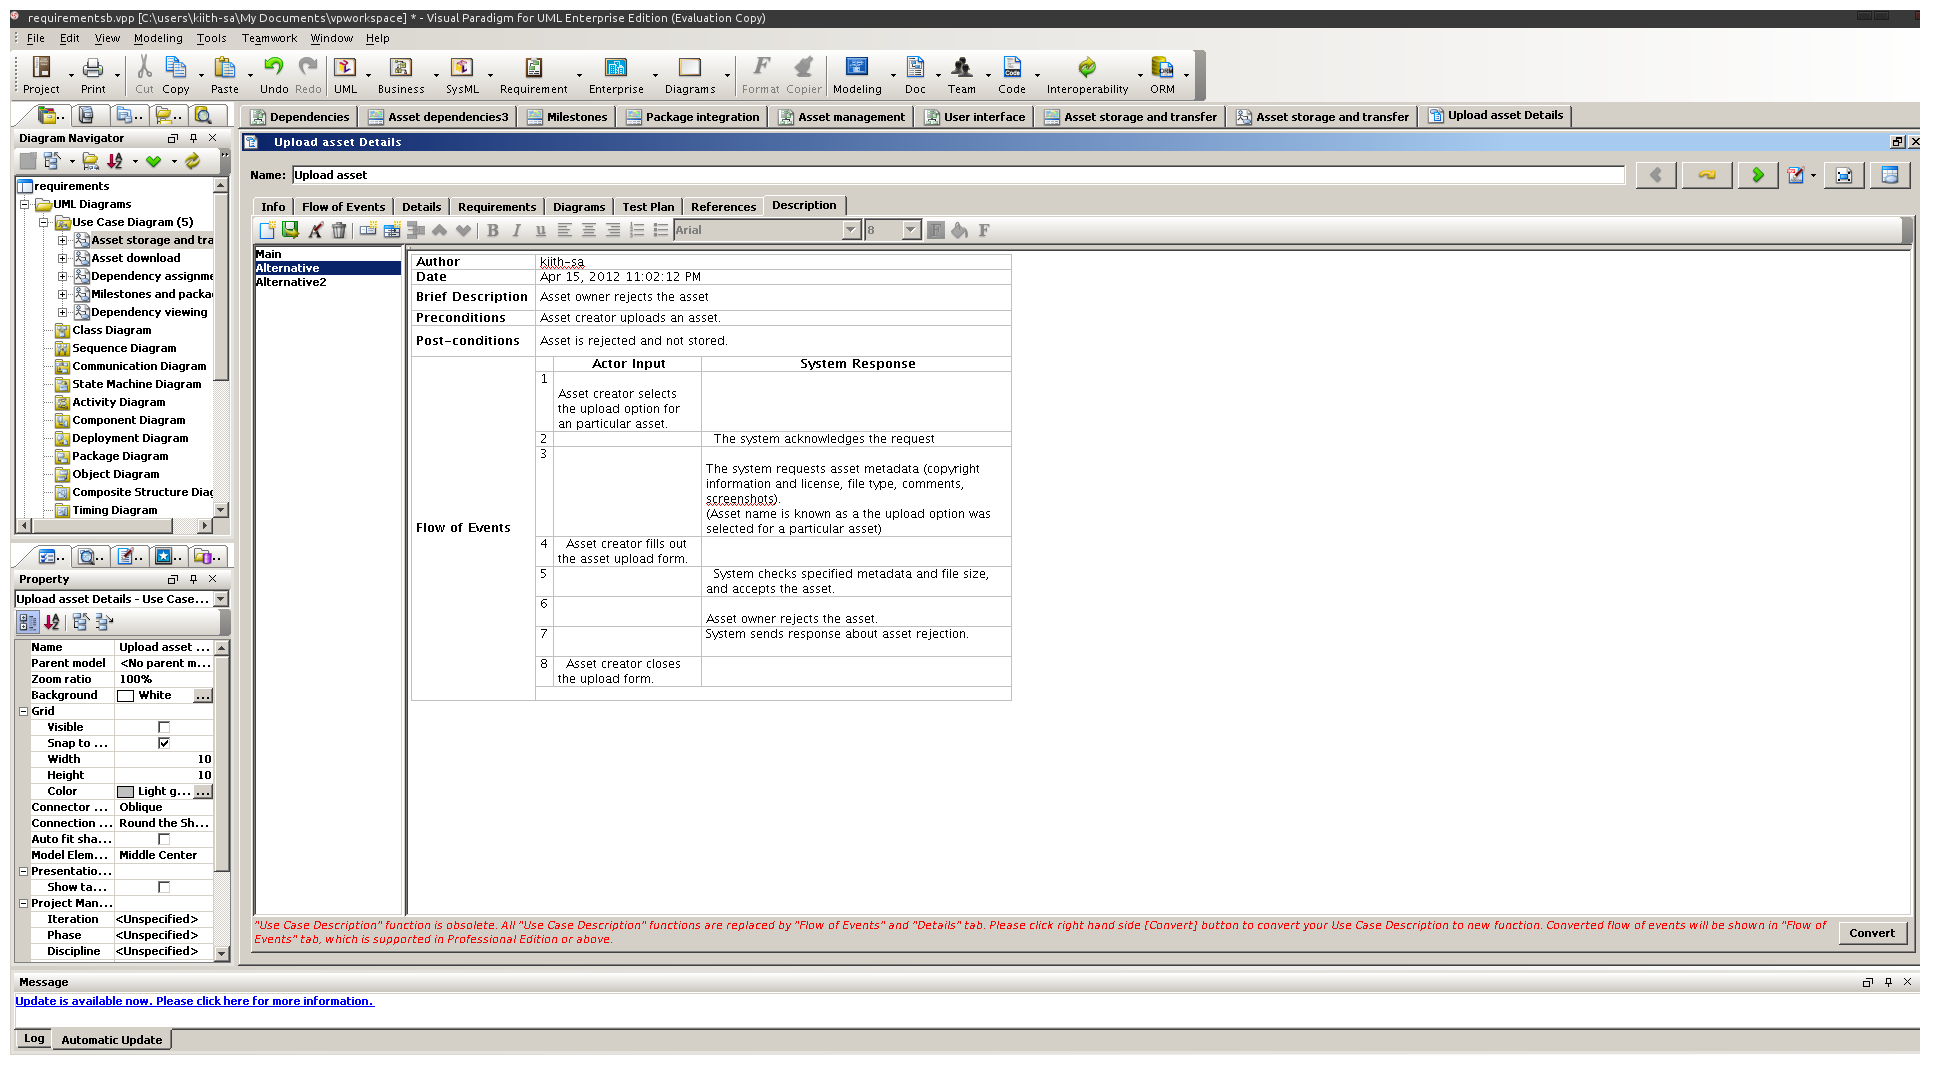 requirementsb.vpp [C:\users\kiith-sa\My Documents\vpworkspace] * - Visual Paradigm for UML Enterprise Edition (Evaluation Copy)
File Edit View Modeling Tools Teamwork Window Help
Project Print Cut Copy Paste Undo Redo UML Business SysML Requirement Enterprise Diagrams Format Copier Modeling Doc Team Code Interoperability ORM
Dependencies Asset dependencies3 Milestones Package integration Asset management User interface Asset storage and transfer Asset storage and transfer Upload asset Details
Diagram Navigator
requirements
UML Diagrams
Use Case Diagram (5)
Asset storage and tra
Asset download
Dependency assignme
Milestones and packa
Dependency viewing
Class Diagram
Sequence Diagram
Communication Diagram
State Machine Diagram
Activity Diagram
Component Diagram
Deployment Diagram
Package Diagram
Object Diagram
Composite Structure Diag
Timing Diagram
Property
Upload asset Details - Use Case...
Name Upload asset ...
Parent model <No parent m...
Zoom ratio 100%
Background White ...
Grid
Visible
Snap to ...
Width 10
Height 10
Color Light g... ...
Connector ... Oblique
Connection ... Round the Sh...
Auto fit sha...
Model Elem... Middle Center
Presentatio...
Show ta...
Project Man...
Iteration <Unspecified>
Phase <Unspecified>
Discipline <Unspecified>
Upload asset Details
Name: Upload asset
Info Flow of Events Details Requirements Diagrams Test Plan References Description
B I u Arial 8 F F
Main
Alternative
Alternative2
Author kiith-sa
Date Apr 15, 2012 11:02:12 PM
Brief Description Asset owner rejects the asset
Preconditions Asset creator uploads an asset.
Post-conditions Asset is rejected and not stored.
Flow of Events
Actor Input System Response
1
Asset creator selects
the upload option for
an particular asset.
2 The system acknowledges the request
3
The system requests asset metadata (copyright
information and license, file type, comments,
screenshots).
(Asset name is known as a the upload option was
selected for a particular asset)
4 Asset creator fills out
the asset upload form.
5 System checks specified metadata and file size,
and accepts the asset.
6
Asset owner rejects the asset.
7 System sends response about asset rejection.
8 Asset creator closes
the upload form.
"Use Case Description" function is obsolete. All "Use Case Description" functions are replaced by "Flow of Events" and "Details" tab. Please click right hand side [Convert] button to convert your Use Case Description to new function. Converted flow of events will be shown in "Flow of
Events" tab, which is supported in Professional Edition or above.
Convert
Message
Update is available now. Please click here for more information.
Log Automatic Update